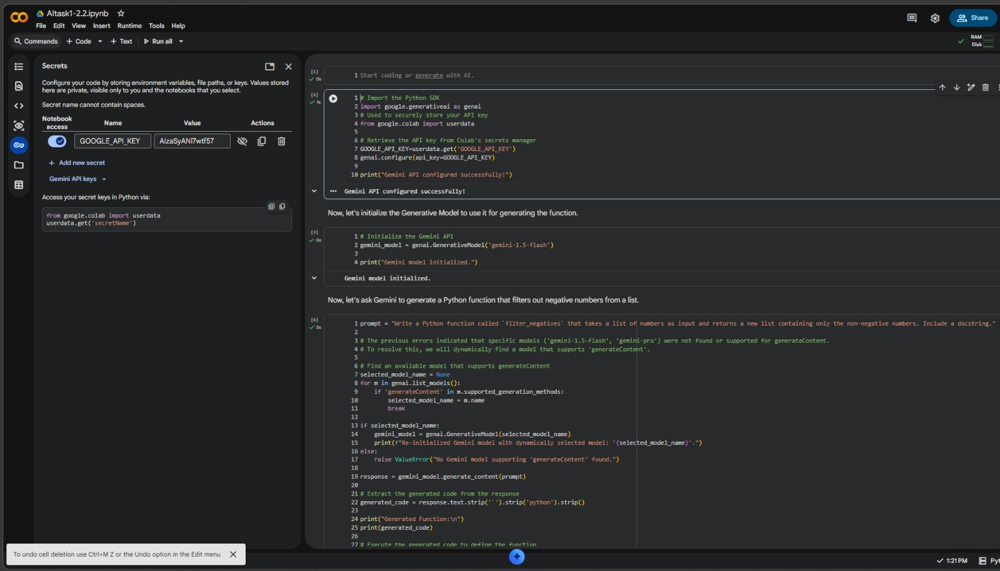 AItask1-2.2.ipynb
File Edit View Insert Runtime Tools Help
Share
Commands + Code + Text Run all
RAM
Disk
Secrets
Configure your code by storing environment variables, file paths, or keys. Values stored
here are private, visible only to you and the notebooks that you select.
Secret name cannot contain spaces.
Notebook
access
Name Value Actions
GOOGLE_API_KEY AIzaSyANI7wtf57
+ Add new secret
Gemini API keys
Access your secret keys in Python via:
from google.colab import userdata
userdata.get('secretName')
[1]
0s
1 Start coding or generate with AI.
[2]
1s
1 # Import the Python SDK
2 import google.generativeai as genai
3 # Used to securely store your API key
4 from google.colab import userdata
5
6 # Retrieve the API key from Colab's secrets manager
7 GOOGLE_API_KEY=userdata.get('GOOGLE_API_KEY')
8 genai.configure(api_key=GOOGLE_API_KEY)
9
10 print("Gemini API configured successfully!")
Gemini API configured successfully!
Now, let's initialize the Generative Model to use it for generating the function.
[3]
0s
1 # Initialize the Gemini API
2 gemini_model = genai.GenerativeModel('gemini-1.5-flash')
3
4 print("Gemini model initialized.")
Gemini model initialized.
Now, let's ask Gemini to generate a Python function that filters out negative numbers from a list.
[6]
5s
1 prompt = "Write a Python function called `filter_negatives` that takes a list of numbers as input and returns a new list containing only the non-negative numbers. Include a docstring."
2
3 # The previous errors indicated that specific models ('gemini-1.5-flash', 'gemini-pro') were not found or supported for generateContent.
4 # To resolve this, we will dynamically find a model that supports 'generateContent'.
5
6 # Find an available model that supports generateContent
7 selected_model_name = None
8 for m in genai.list_models():
9 if 'generateContent' in m.supported_generation_methods:
10 selected_model_name = m.name
11 break
12
13 if selected_model_name:
14 gemini_model = genai.GenerativeModel(selected_model_name)
15 print(f"Re-initialized Gemini model with dynamically selected model: '{selected_model_name}'.")
16 else:
17 raise ValueError("No Gemini model supporting 'generateContent' found.")
18
19 response = gemini_model.generate_content(prompt)
20
21 # Extract the generated code from the response
22 generated_code = response.text.strip('`').strip('python').strip()
23
24 print("Generated Function:\n")
25 print(generated_code)
26
27 # Execute the generated code to define the function
To undo cell deletion use Ctrl+M Z or the Undo option in the Edit menu
1:21 PM
Pyt